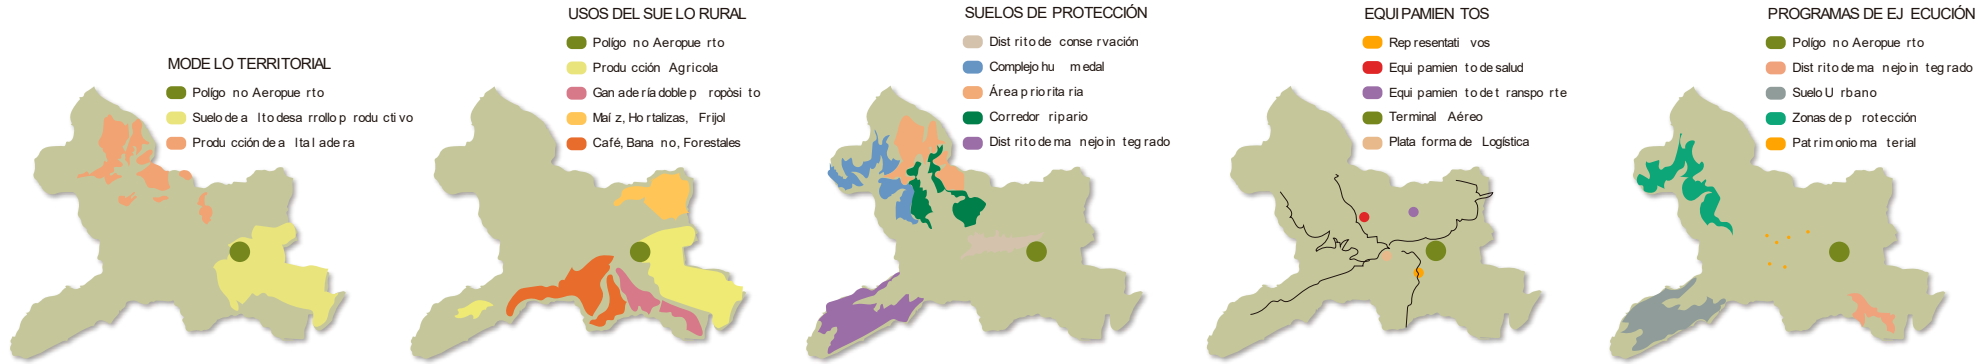 MODELO TERRITORIAL
Polígono Aeropuerto
Suelo de alto desarrollo productivo
Producción de alta ladera
USOS DEL SUELO RURAL
Polígono Aeropuerto
Producción Agricola
Ganadería doble propòsito
Maíz, Hortalizas, Frijol
Café, Banano, Forestales
SUELOS DE PROTECCIÓN
Distrito de conservación
Complejo humedal
Área prioritaria
Corredor ripario
Distrito de manejo integrado
EQUIPAMIENTOS
Representativos
Equipamiento de salud
Equipamiento de transporte
Terminal Aéreo
Plataforma de Logística
PROGRAMAS DE EJECUCIÓN
Polígono Aeropuerto
Distrito de manejo integrado
Suelo Urbano
Zonas de protección
Patrimonio material